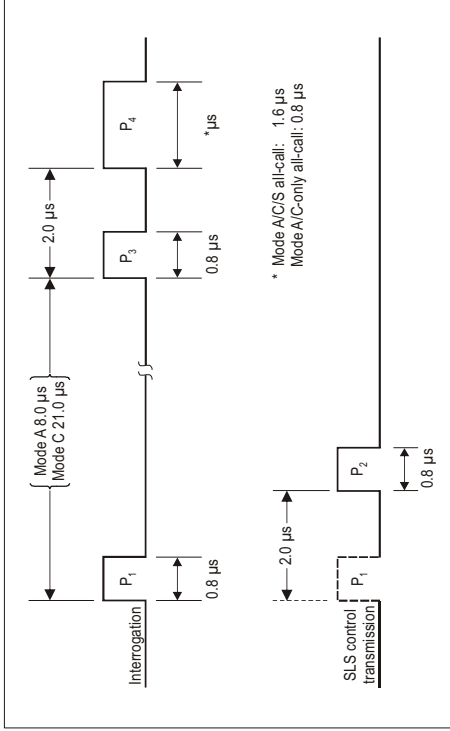 Mode A 8.0 µs
Mode C 21.0 µs
2.0 µs
Interrogation
P1
P3
P4
0.8 µs
0.8 µs
*µs
2.0 µs
SLS control
transmission
P1
P2
0.8 µs
* Mode A/C/S all-call: 1.6 µs
Mode A/C-only all-call: 0.8 µs